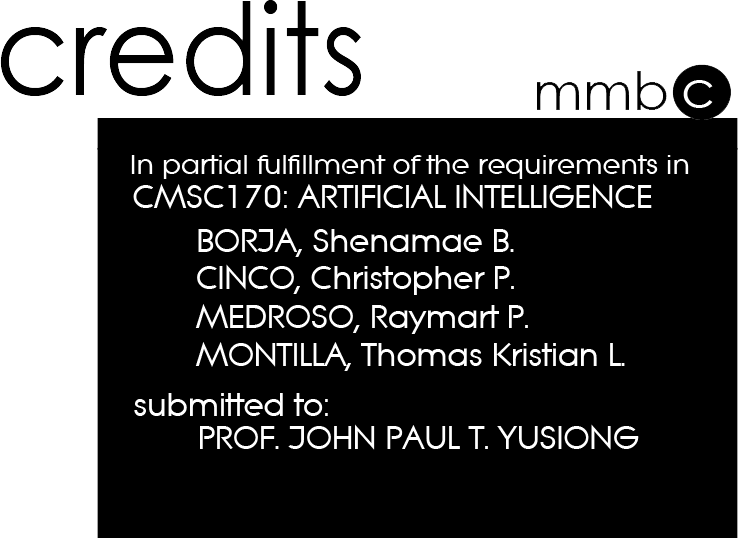 credits
mmbc
In partial fulfillment of the requirements in
CMSC170: ARTIFICIAL INTELLIGENCE
BORJA, Shenamae B.
CINCO, Christopher P.
MEDROSO, Raymart P.
MONTILLA, Thomas Kristian L.
submitted to:
PROF. JOHN PAUL T. YUSIONG